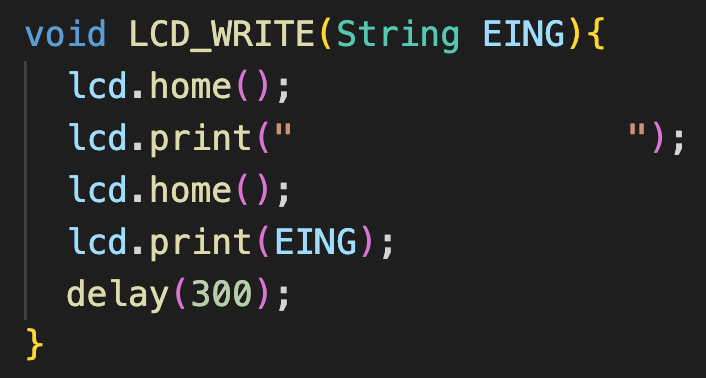 void LCD_WRITE(String EING){
  lcd.home();
  lcd.print("                ");
  lcd.home();
  lcd.print(EING);
  delay(300);
}